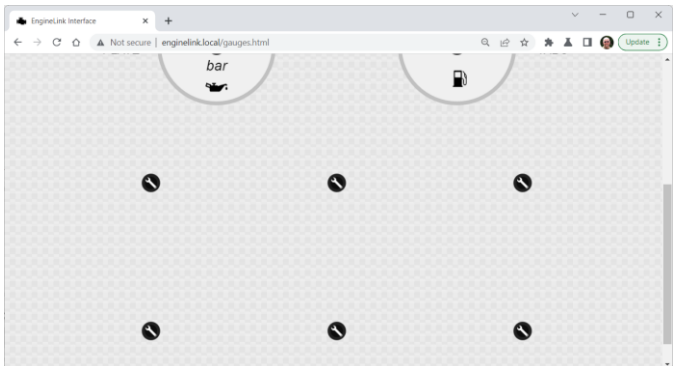 EngineLink Interface
Not secure | enginelink.local/gauges.html
Update
bar